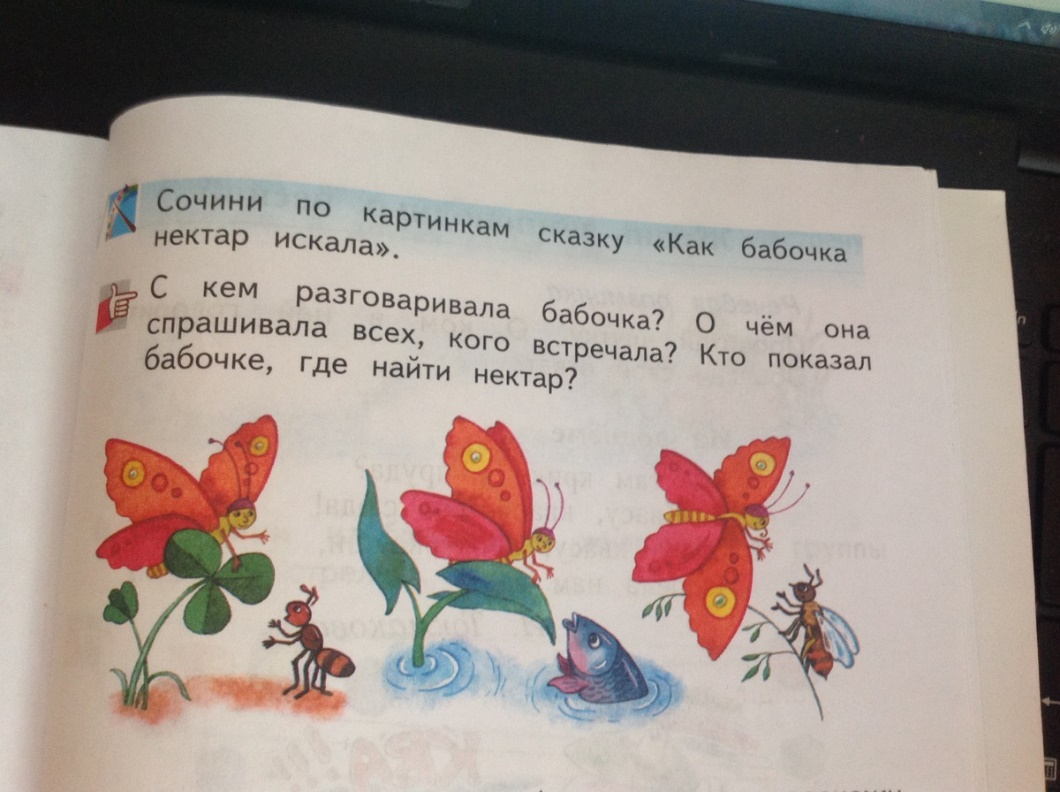 Сочини по картинкам сказку «Как бабочка
нектар искала».
С кем разговаривала бабочка? О чём она
спрашивала всех, кого встречала? Кто показал
бабочке, где найти нектар?